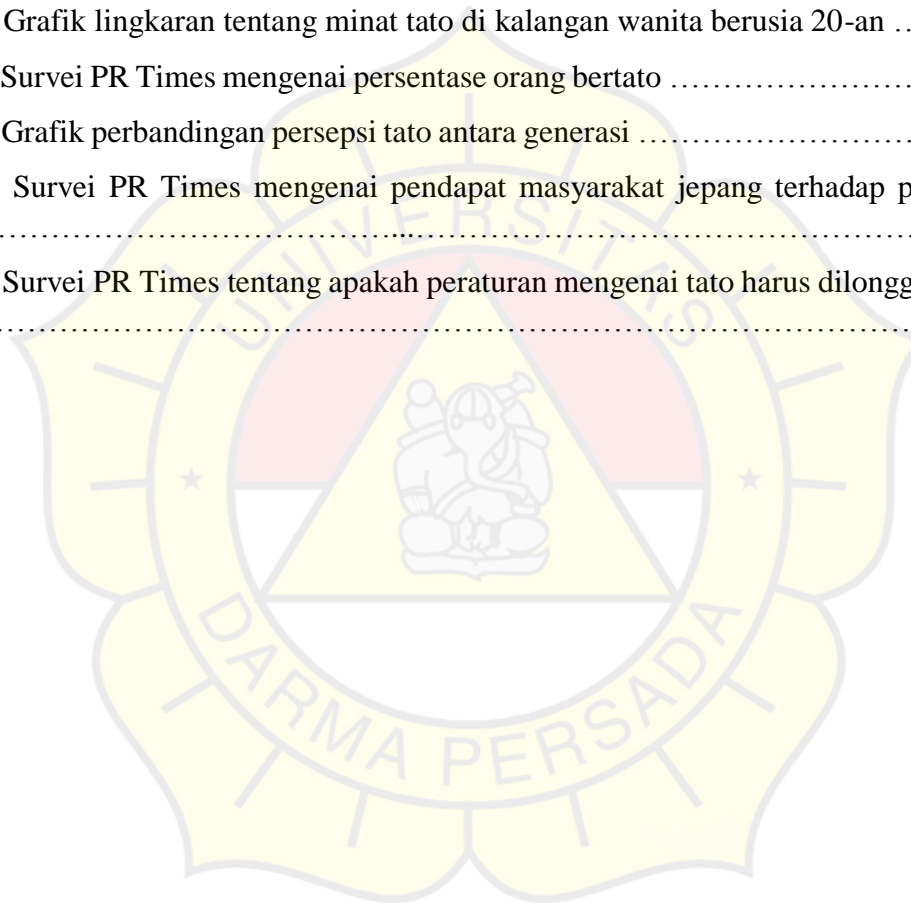 Grafik lingkaran tentang minat tato di kalangan wanita berusia 20-an …
Survei PR Times mengenai persentase orang bertato ……………………
Grafik perbandingan persepsi tato antara generasi ………………………
Survei PR Times mengenai pendapat masyarakat jepang terhadap
…………………………………...……………………………………………
Survei PR Times tentang apakah peraturan mengenai tato harus
………………………………………………………………………………
UNIVERSITAS
DARMA PERSADA